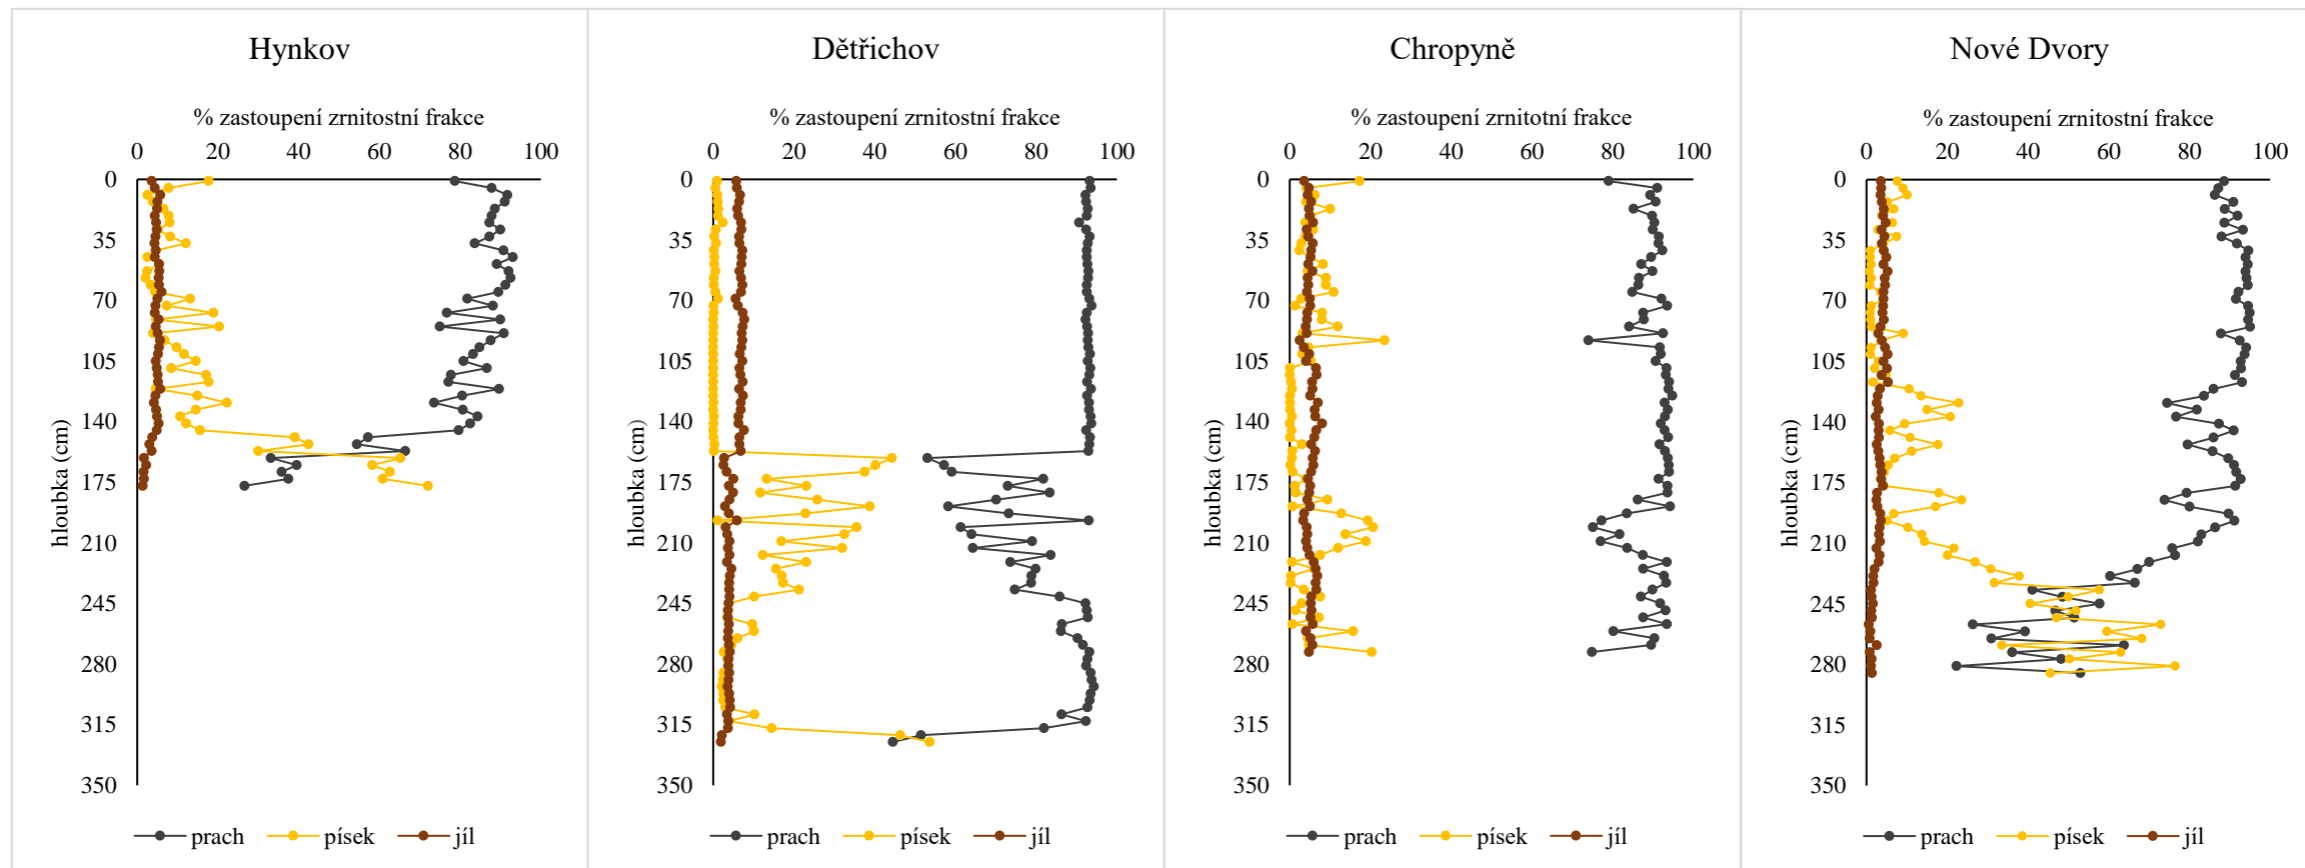 Hynkov
% zastoupení zrnitostní frakce
0 20 40 60 80 100
0
35
70
105
140
175
210
245
280
315
350
hloubka (cm)
prach písek jíl
Dětřichov
% zastoupení zrnitostní frakce
0 20 40 60 80 100
0
35
70
105
140
175
210
245
280
315
350
hloubka (cm)
prach písek jíl
Chropyně
% zastoupení zrnitotní frakce
0 20 40 60 80 100
0
35
70
105
140
175
210
245
280
315
350
hloubka (cm)
prach písek jíl
Nové Dvory
% zastoupení zrnitostní frakce
0 20 40 60 80 100
0
35
70
105
140
175
210
245
280
315
350
hloubka (cm)
prach písek jíl